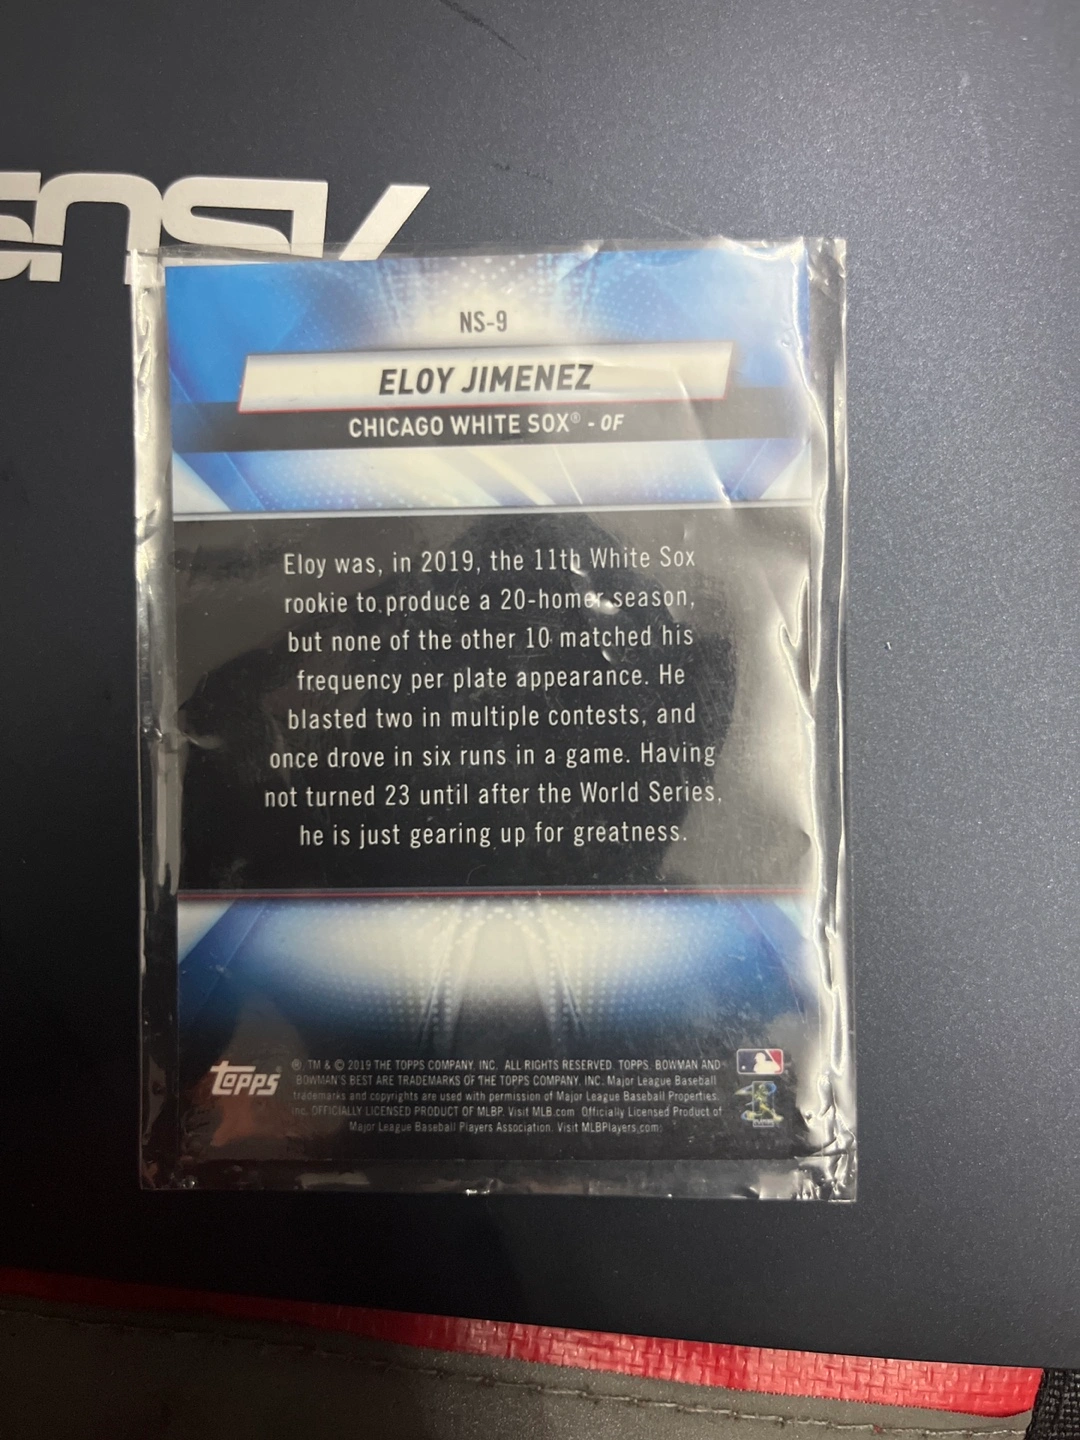 ASUS
NS-9
ELOY JIMENEZ
CHICAGO WHITE SOX® - OF
Eloy was, in 2019, the 11th White Sox
rookie to produce a 20-homer season,
but none of the other 10 matched his
frequency per plate appearance. He
blasted two in multiple contests, and
once drove in six runs in a game. Having
not turned 23 until after the World Series,
he is just gearing up for greatness.
Topps
®, TM & © 2019 THE TOPPS COMPANY, INC. ALL RIGHTS RESERVED. TOPPS, BOWMAN AND
BOWMAN'S BEST ARE TRADEMARKS OF THE TOPPS COMPANY, INC. Major League Baseball
trademarks and copyrights are used with permission of Major League Baseball Properties,
Inc. OFFICIALLY LICENSED PRODUCT OF MLBP. Visit MLB.com. Officially Licensed Product of
Major League Baseball Players Association. Visit MLBPlayers.com.